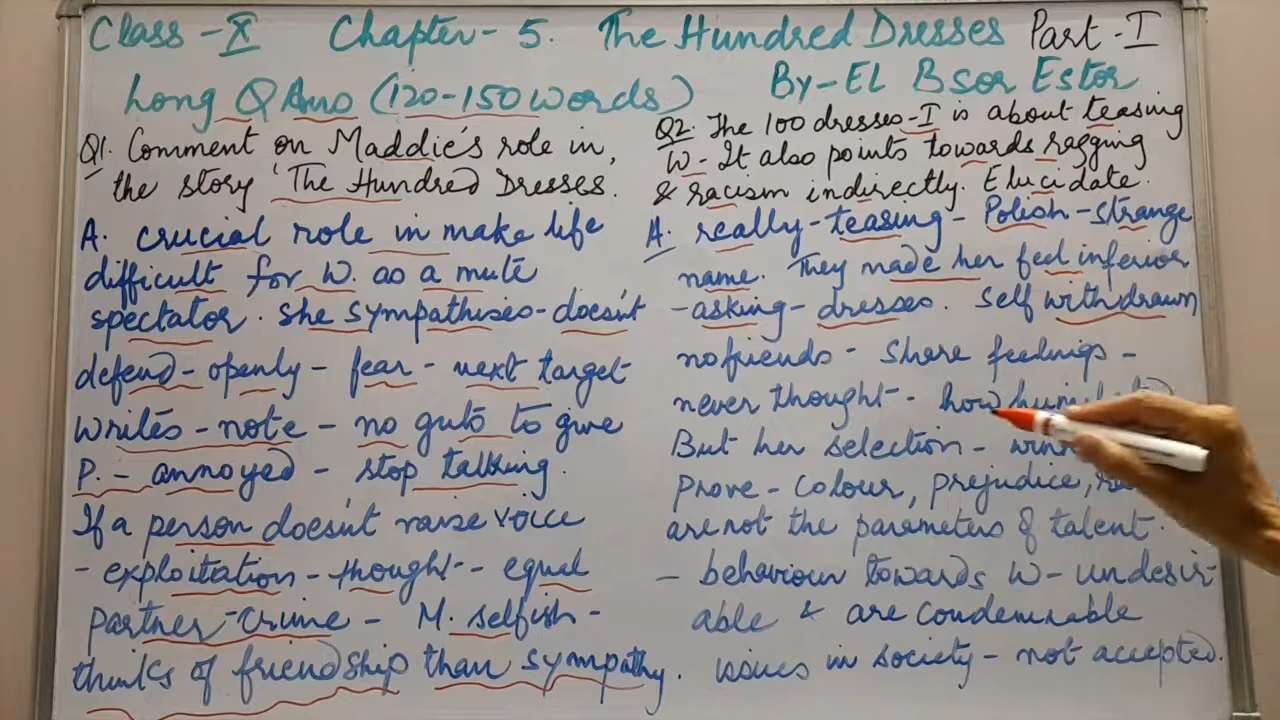 Class - X Chapter - 5. The Hundred Dresses Part - I
Long Q Ans (120-150 words) By - EL Bsor Estor
Q1. Comment on Maddie's role in,
the story 'The Hundred Dresses.
A. crucial role in make life
difficult for W. as a mute
spectator. She sympathises - doesn't
defend - openly - fear - next target
writes - note - no guts to give
P. - annoyed - stop talking.
If a person doesn't raise voice
- exploitation - thought - equal
partner - crime - M. selfish -
thinks of friendship than sympathy.
Q2. The 100 dresses - I is about teasing
W - It also points towards ragging
& racism indirectly. Elucidate.
A. really - teasing - Polish - strange
name. They made her feel inferior
- asking - dresses. Self withdrawn
no friends - share feelings -
never thought - how
But her selection -
Prove - colour, prejudice,
are not the parameters of talent.
- behaviour towards W - undesir-
able & are condemnable
issues in society - not accepted.